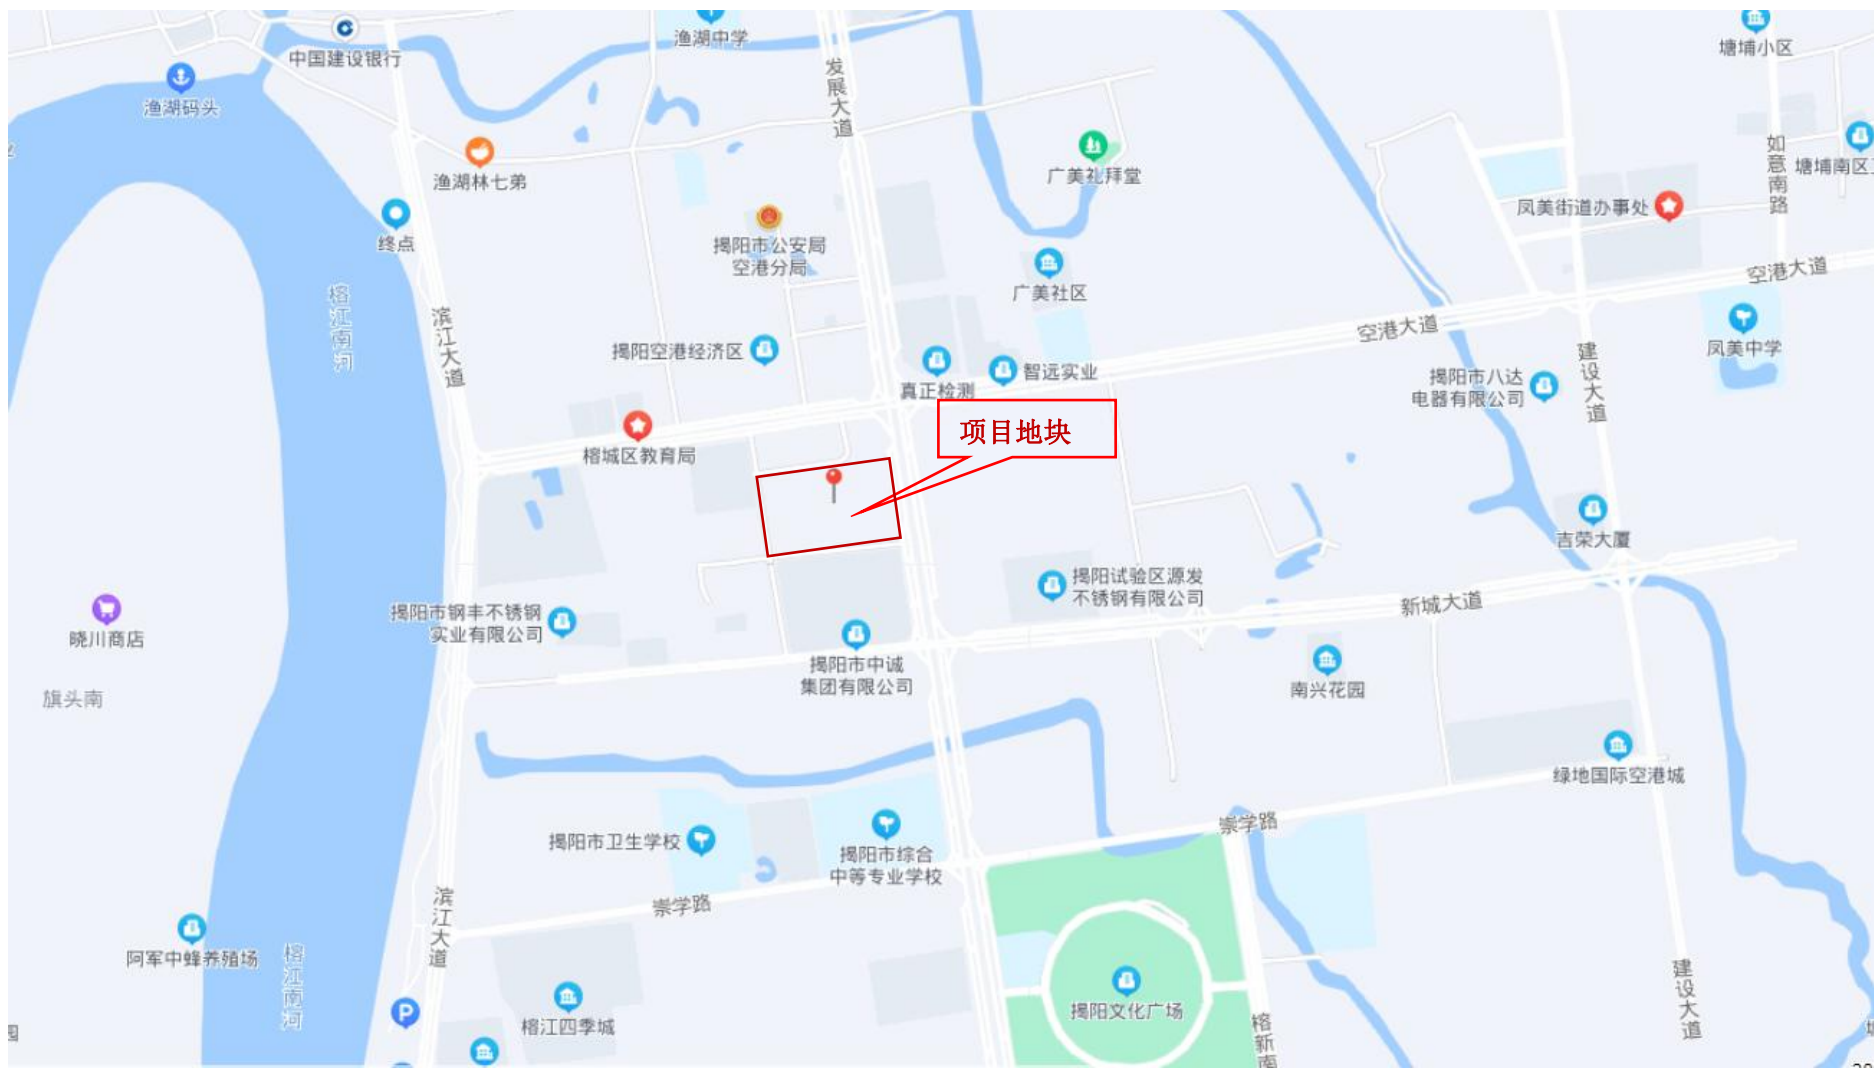 渔湖中学
中国建设银行
塘埔小区
渔湖码头
发展大道
如意南路
塘埔南区
渔湖林七弟
广美礼拜堂
凤美街道办事处
终点
揭阳市公安局
空港分局
广美社区
空港大道
榕江南河
滨江大道
空港大道
凤美中学
揭阳空港经济区
真正检测
智远实业
建设大道
揭阳市八达
电器有限公司
项目地块
榕城区教育局
吉荣大厦
揭阳试验区源发
不锈钢有限公司
新城大道
晓川商店
揭阳市钢丰不锈钢
实业有限公司
揭阳市中诚
集团有限公司
旗头南
南兴花园
绿地国际空港城
崇学路
揭阳市卫生学校
揭阳市综合
中等专业学校
崇学路
滨江大道
阿军中蜂养殖场
榕江南河
建设大道
P
榕江四季城
揭阳文化广场
榕新南
园